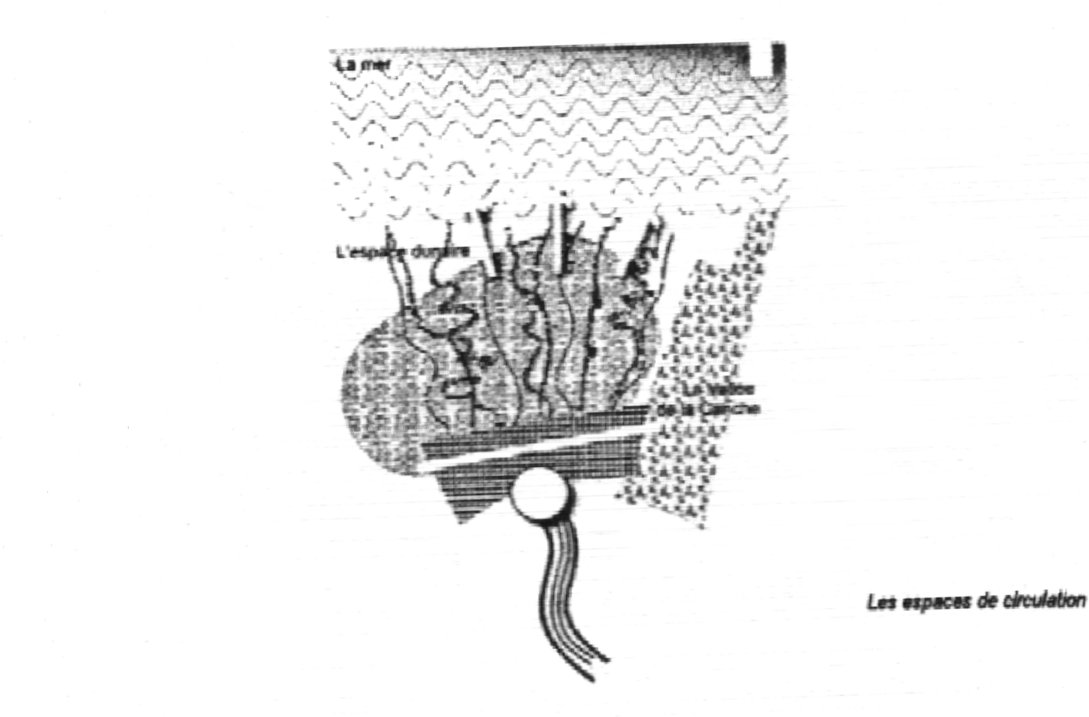 La mer
L'espace dunaire
La Vallée
de la Canche
Les espaces de circulation